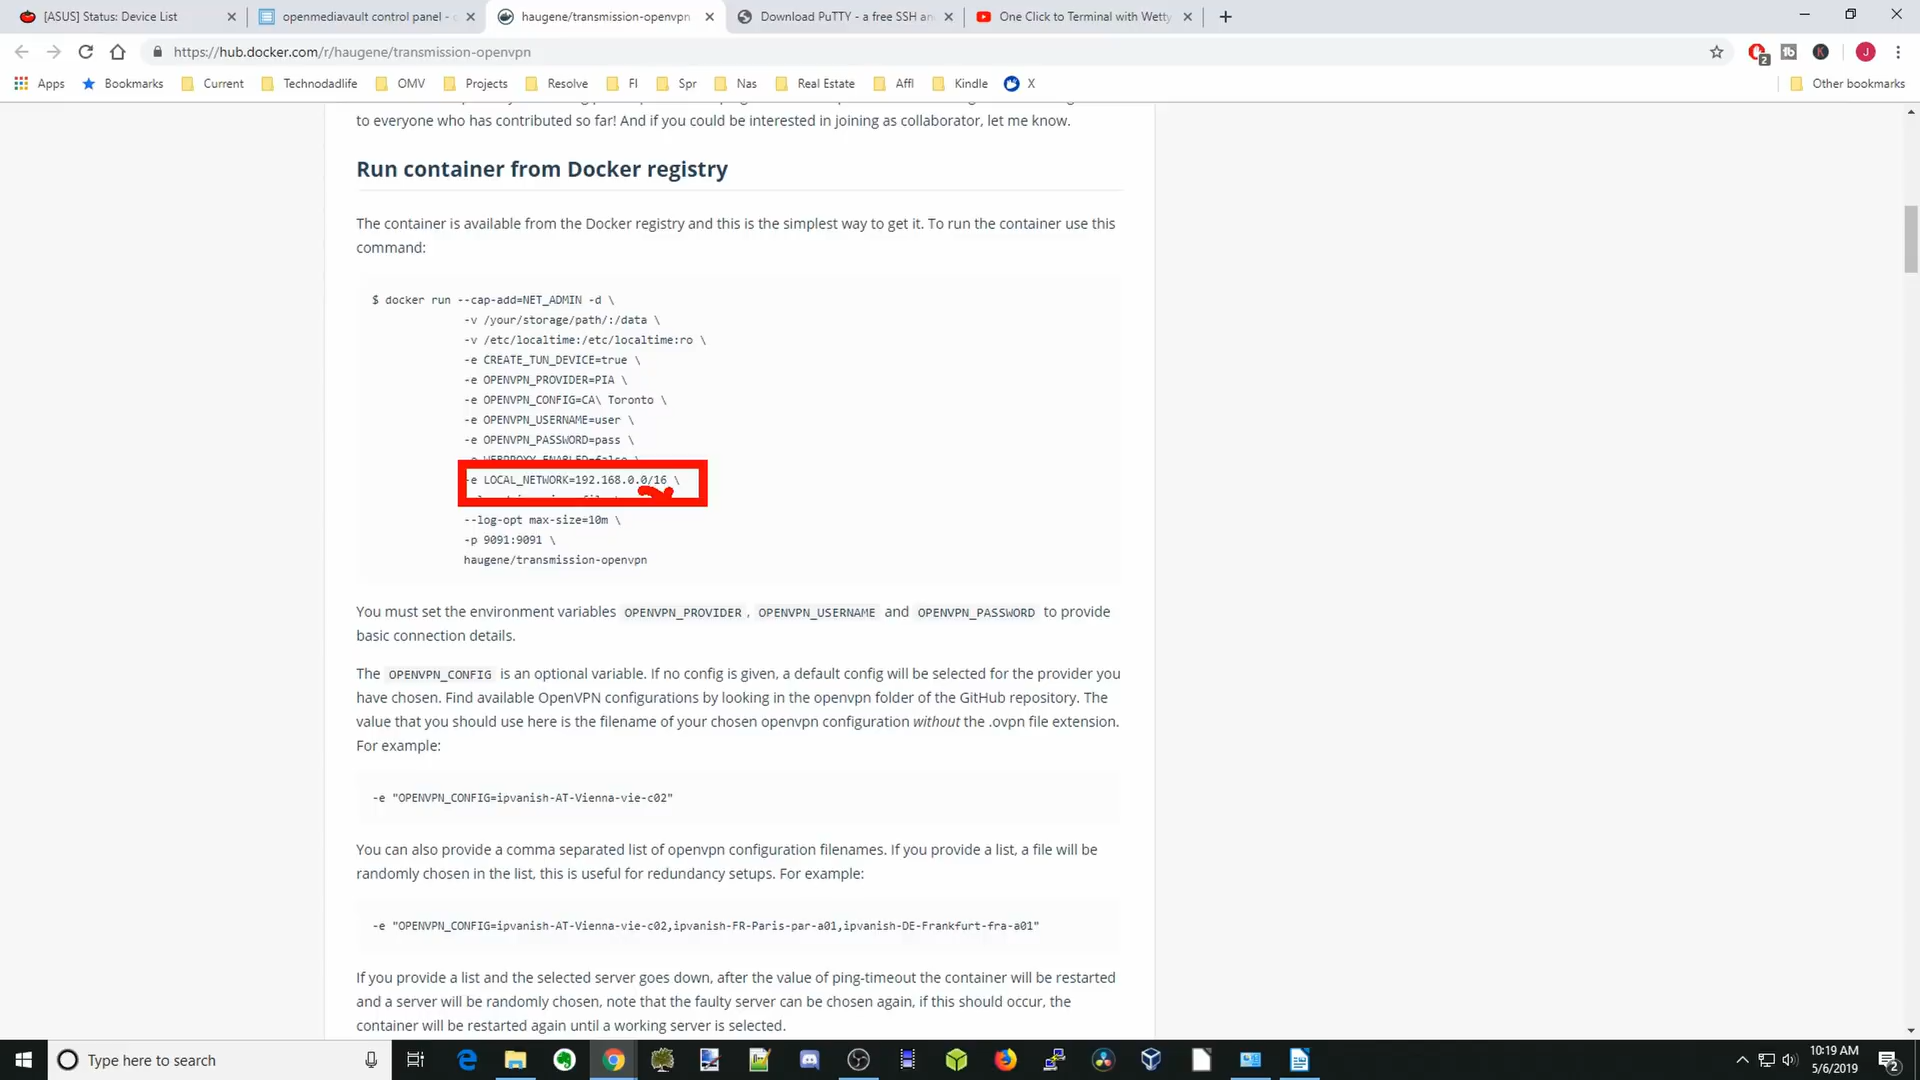 [ASUS] Status: Device List
openmediavault control panel -
haugene/transmission-openvpn
Download PuTTY - a free SSH an
One Click to Terminal with Wetty
https://hub.docker.com/r/haugene/transmission-openvpn
2
tb
K
J
Apps
Bookmarks
Current
Technodadlife
OMV
Projects
Resolve
FI
Spr
Nas
Real Estate
Affl
Kindle
X
Other bookmarks
to everyone who has contributed so far! And if you could be interested in joining as collaborator, let me know.
Run container from Docker registry
The container is available from the Docker registry and this is the simplest way to get it. To run the container use this
command:
$ docker run --cap-add=NET_ADMIN -d \
-v /your/storage/path/:/data \
-v /etc/localtime:/etc/localtime:ro \
-e CREATE_TUN_DEVICE=true \
-e OPENVPN_PROVIDER=PIA \
-e OPENVPN_CONFIG=CA\ Toronto \
-e OPENVPN_USERNAME=user \
-e OPENVPN_PASSWORD=pass \
-e WEBPROXY_ENABLED=false \
-e LOCAL_NETWORK=192.168.0.0/16 \
--log-opt max-size=10m \
-p 9091:9091 \
haugene/transmission-openvpn
You must set the environment variables OPENVPN_PROVIDER , OPENVPN_USERNAME and OPENVPN_PASSWORD to provide
basic connection details.
The OPENVPN_CONFIG is an optional variable. If no config is given, a default config will be selected for the provider you
have chosen. Find available OpenVPN configurations by looking in the openvpn folder of the GitHub repository. The
value that you should use here is the filename of your chosen openvpn configuration without the .ovpn file extension.
For example:
-e "OPENVPN_CONFIG=ipvanish-AT-Vienna-vie-c02"
You can also provide a comma separated list of openvpn configuration filenames. If you provide a list, a file will be
randomly chosen in the list, this is useful for redundancy setups. For example:
-e "OPENVPN_CONFIG=ipvanish-AT-Vienna-vie-c02,ipvanish-FR-Paris-par-a01,ipvanish-DE-Frankfurt-fra-a01"
If you provide a list and the selected server goes down, after the value of ping-timeout the container will be restarted
and a server will be randomly chosen, note that the faulty server can be chosen again, if this should occur, the
container will be restarted again until a working server is selected.
Type here to search
10:19 AM
5/6/2019
2